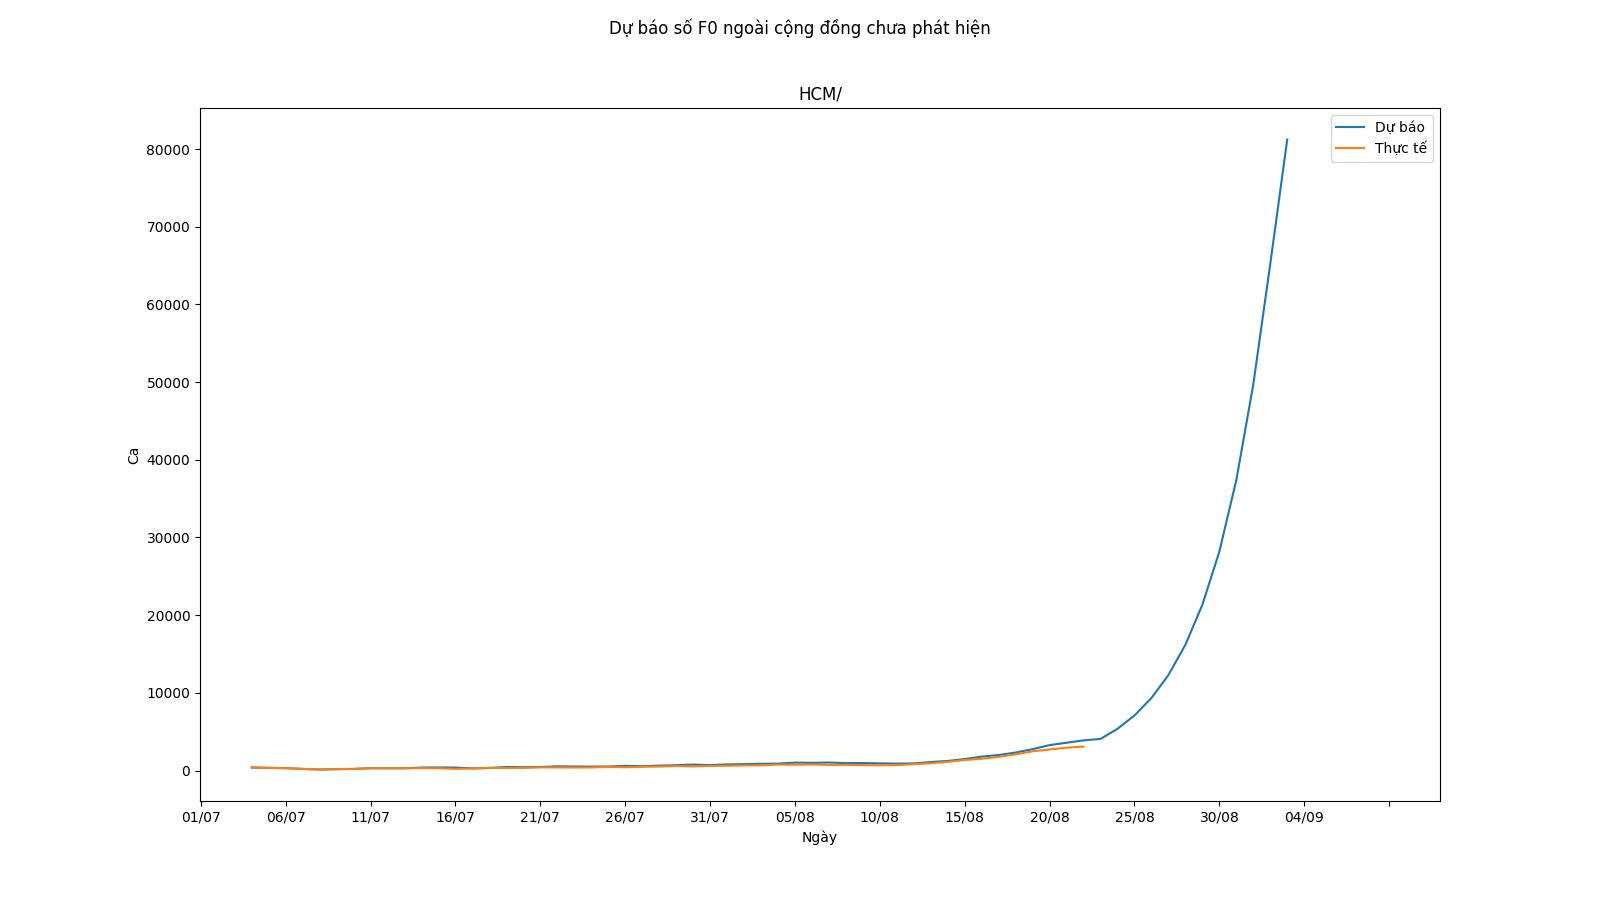 Dự báo số F0 ngoài cộng đồng chưa phát hiện
HCM/
Dự báo
Thực tế
80000
70000
60000
50000
40000
30000
20000
10000
0
Ca
01/07 06/07 11/07 16/07 21/07 26/07 31/07 05/08 10/08 15/08 20/08 25/08 30/08 04/09
Ngày